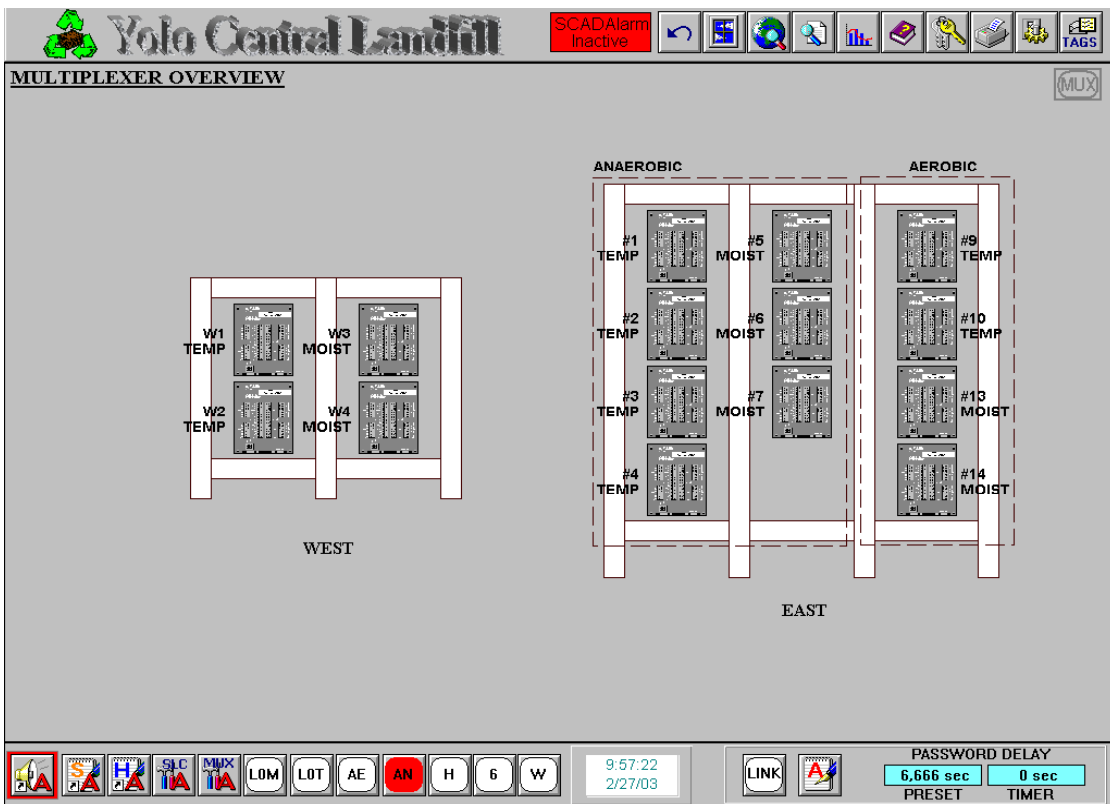 Yolo Central Landfill
SCADAlarm
Inactive
TAGS
MULTIPLEXER OVERVIEW
MUX
ANAEROBIC
AEROBIC
#1
TEMP
#5
MOIST
#9
TEMP
#2
TEMP
#6
MOIST
#10
TEMP
#3
TEMP
#7
MOIST
#13
MOIST
#4
TEMP
#14
MOIST
W1
TEMP
W3
MOIST
W2
TEMP
W4
MOIST
WEST
EAST
A
S A
H A
SLC A
MUX A
LOM
LOT
AE
AN
H
6
W
9:57:22
2/27/03
LINK
A
PASSWORD DELAY
6,666 sec
0 sec
PRESET
TIMER